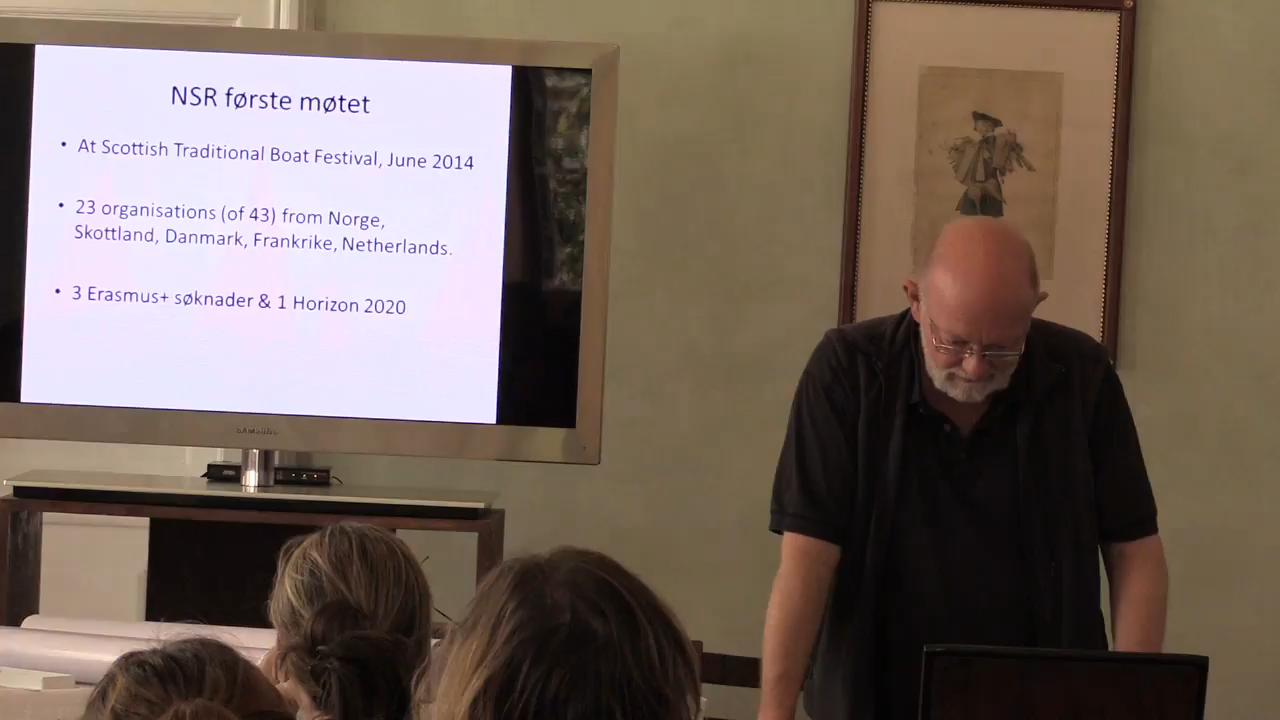 NSR første møtet
• At Scottish Traditional Boat Festival, June 2014
• 23 organisations (of 43) from Norge,
Skottland, Danmark, Frankrike, Netherlands.
• 3 Erasmus+ søknader & 1 Horizon 2020
SAMSUNG